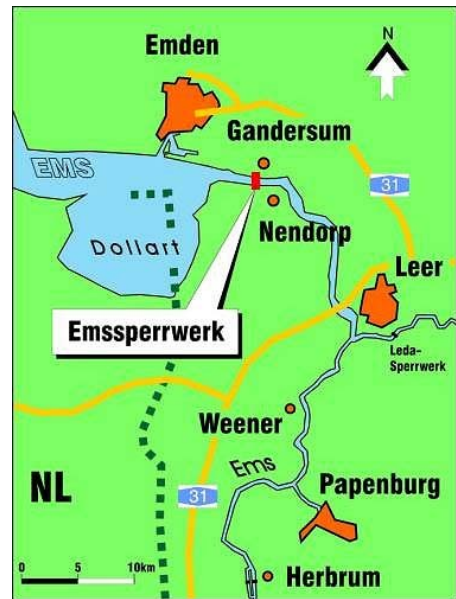 Emden
N
Gandersum
EMS
31
Dollart
Nendorp
Leer
Emssperrwerk
Leda-
Sperrwerk
Weener
Ems
NL
31
Papenburg
0 5 10km
Herbrum